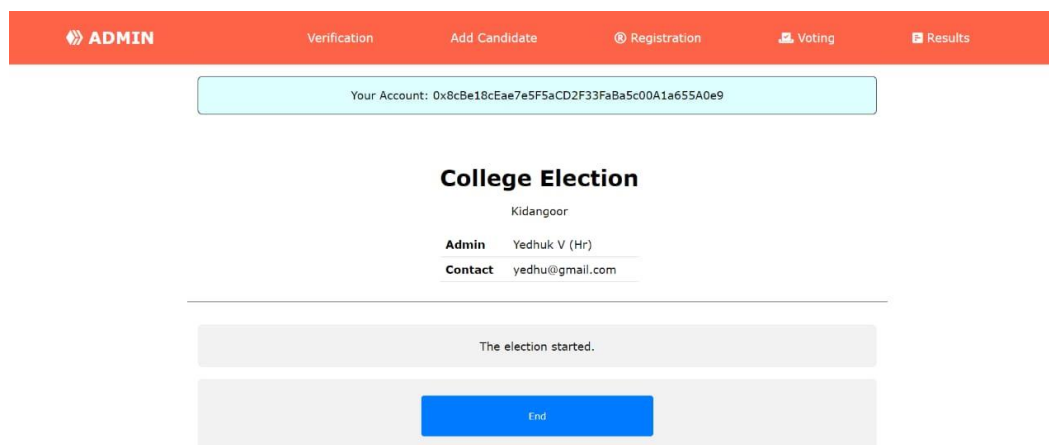 ADMIN Verification Add Candidate ® Registration Voting Results
Your Account: 0x8cBe18cEae7e5F5aCD2F33FaBa5c00A1a655A0e9
College Election
Kidangoor
Admin Yedhuk V (Hr)
Contact yedhu@gmail.com
The election started.
End